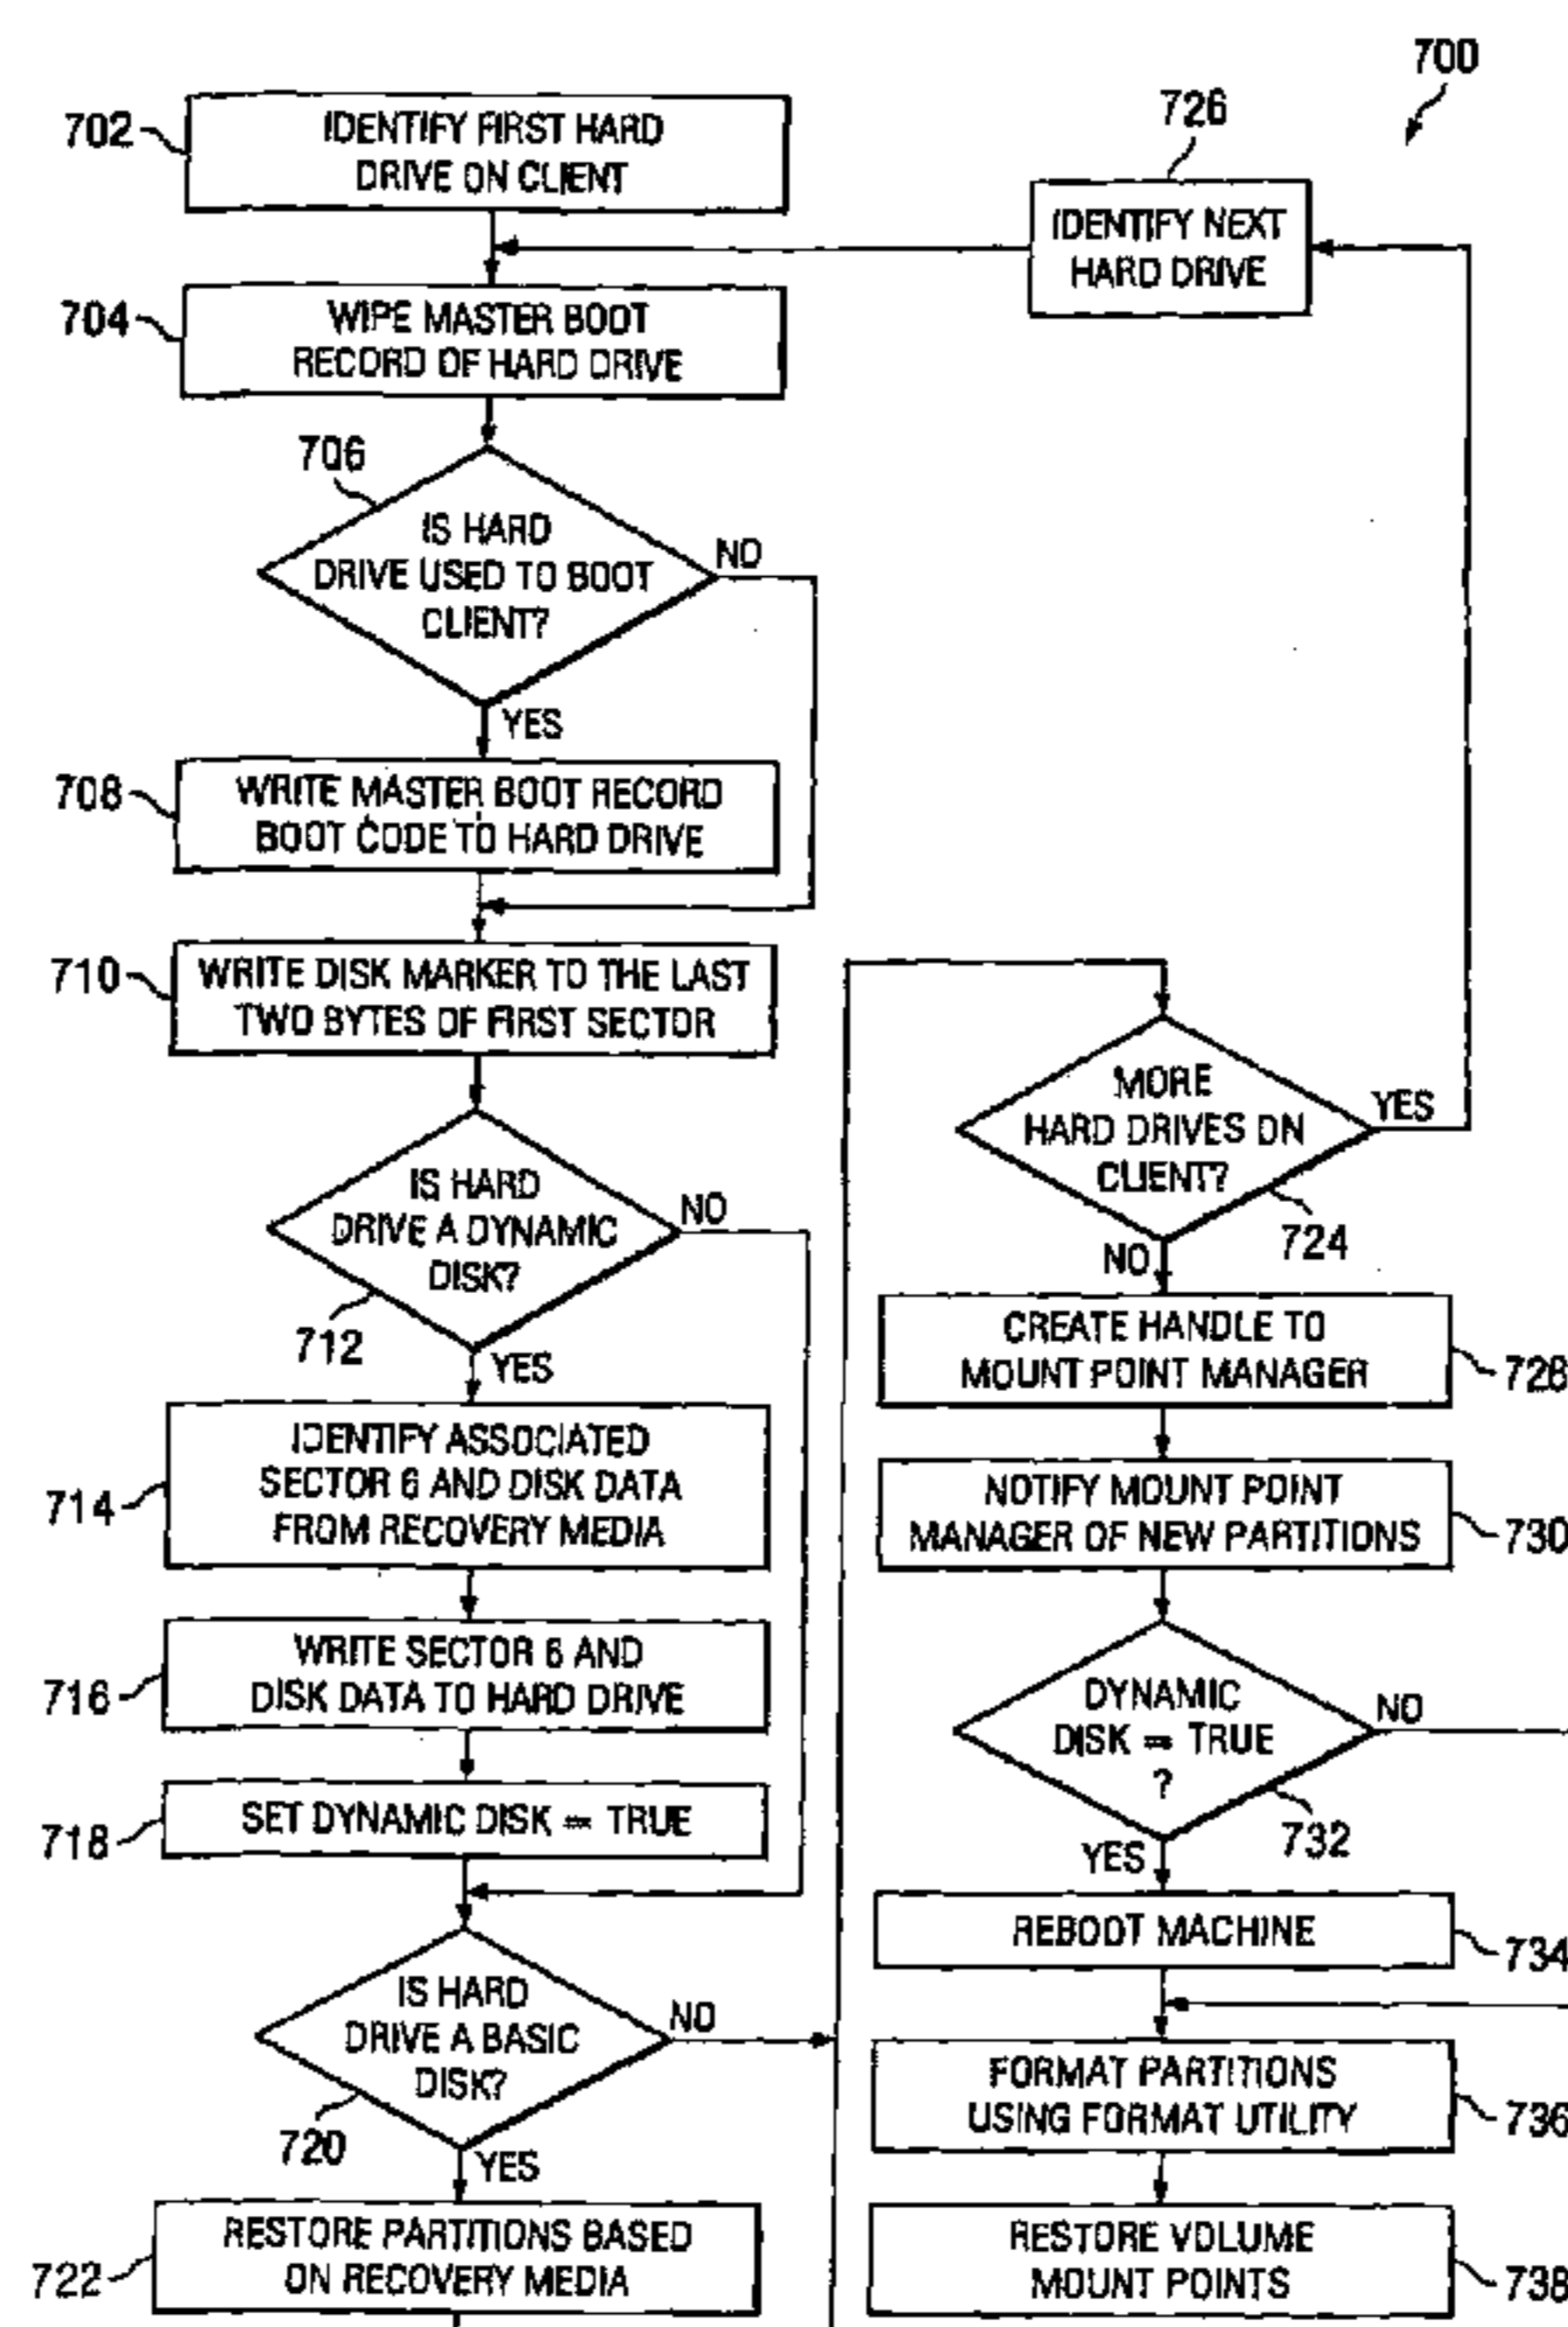 700
702
IDENTIFY FIRST HARD
DRIVE ON CLIENT
726
IDENTIFY NEXT
HARD DRIVE
704
WIPE MASTER BOOT
RECORD OF HARD DRIVE
706
IS HARD
DRIVE USED TO BOOT
CLIENT?
NO
YES
708
WRITE MASTER BOOT RECORD
BOOT CODE TO HARD DRIVE
710
WRITE DISK MARKER TO THE LAST
TWO BYTES OF FIRST SECTOR
IS HARD
DRIVE A DYNAMIC
DISK?
NO
712
YES
714
IDENTIFY ASSOCIATED
SECTOR 6 AND DISK DATA
FROM RECOVERY MEDIA
716
WRITE SECTOR 6 AND
DISK DATA TO HARD DRIVE
718
SET DYNAMIC DISK = TRUE
IS HARD
DRIVE A BASIC
DISK?
NO
720
YES
722
RESTORE PARTITIONS BASED
ON RECOVERY MEDIA
MORE
HARD DRIVES ON
CLIENT?
YES
724
NO
CREATE HANDLE TO
MOUNT POINT MANAGER
728
NOTIFY MOUNT POINT
MANAGER OF NEW PARTITIONS
730
DYNAMIC
DISK = TRUE
?
NO
732
YES
REBOOT MACHINE
734
FORMAT PARTITIONS
USING FORMAT UTILITY
736
RESTORE VOLUME
MOUNT POINTS
738